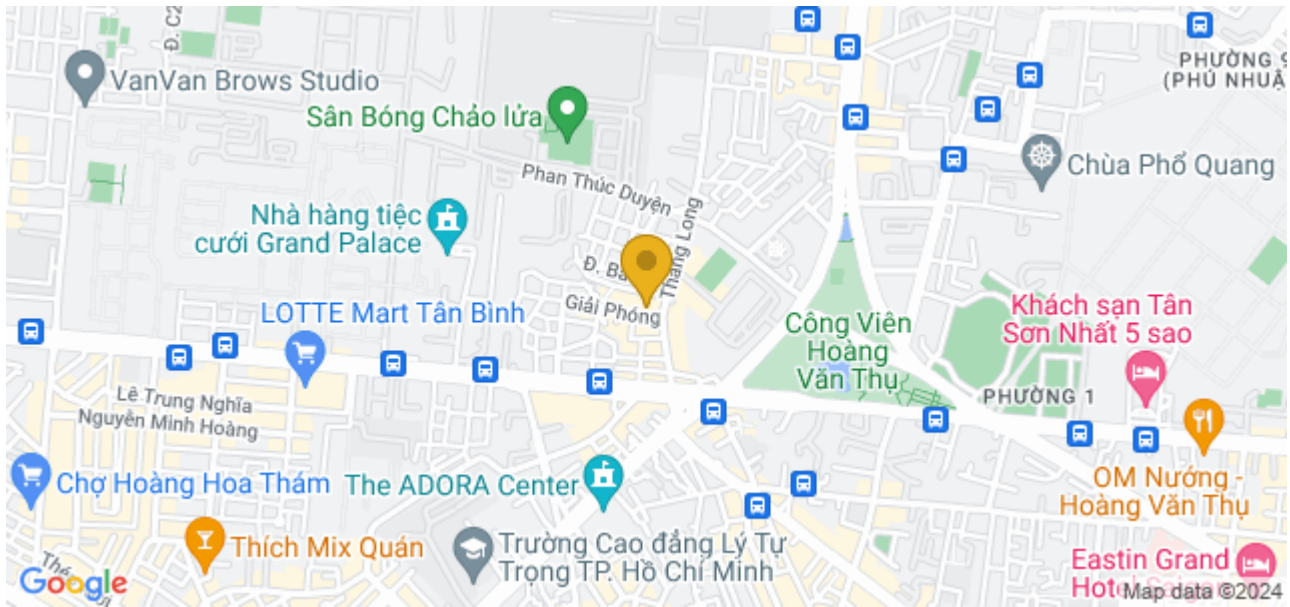 Đ. C2
PHƯỜNG 9
(PHÚ NHUẬ
VanVan Brows Studio
Sân Bóng Chảo lửa
Chùa Phổ Quang
Phan Thúc Duyện
Nhà hàng tiệc
cưới Grand Palace
Thăng Long
Đ. Ba
Giải Phóng
LOTTE Mart Tân Bình
Công Viên
Hoàng
Văn Thụ
Khách sạn Tân
Sơn Nhất 5 sao
PHƯỜNG 1
Lê Trung Nghĩa
Nguyễn Minh Hoàng
Chợ Hoàng Hoa Thám
The ADORA Center
OM Nướng -
Hoàng Văn Thụ
Thích Mix Quán
Trường Cao đẳng Lý Tự
Trọng TP. Hồ Chí Minh
Eastin Grand
Hotel Saigon
Google
Map data ©2024